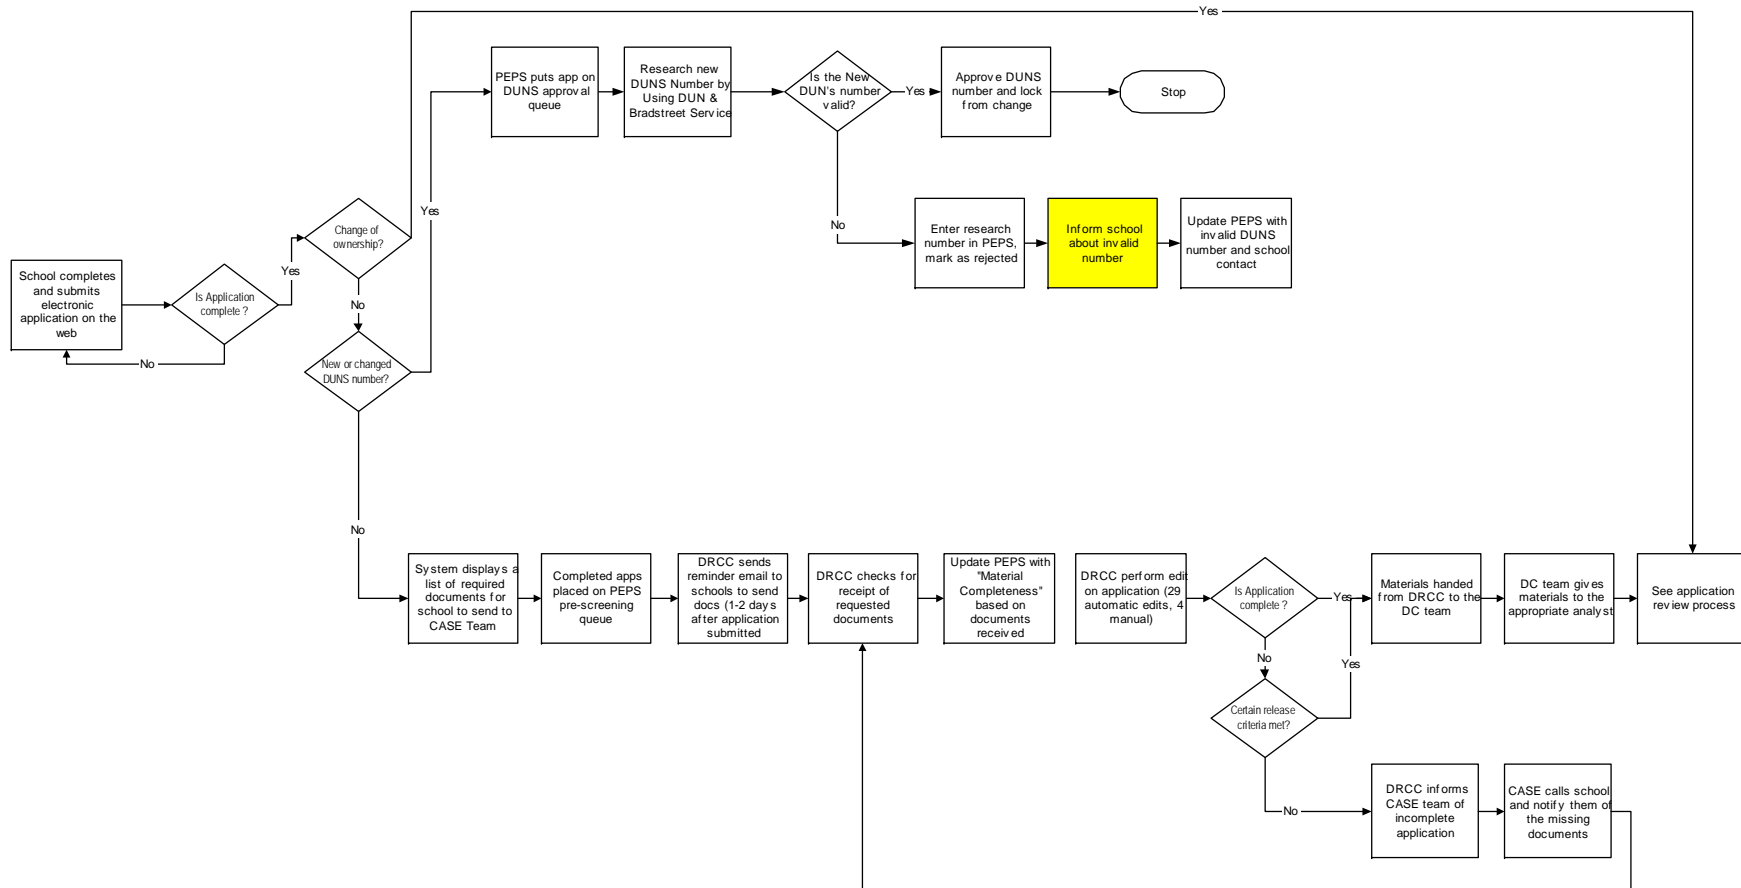 Yes
PEPS puts app on
DUNS approval
queue
Research new
DUNS Number by
Using DUN &
Bradstreet Service
Is the New
DUN's number
valid?
Yes
Approve DUNS
number and lock
from change
Stop
Yes
No
Enter research
number in PEPS,
mark as rejected
Inform school
about invalid
number
Update PEPS with
invalid DUNS
number and school
contact
School completes
and submits
electronic
application on the
web
Is Application
complete ?
Yes
No
Change of
ownership?
No
New or changed
DUNS number?
No
System displays a
list of required
documents for
school to send to
CASE Team
Completed apps
placed on PEPS
pre-screening
queue
DRCC sends
reminder email to
schools to send
docs (1-2 days
after application
submitted
DRCC checks for
receipt of
requested
documents
Update PEPS with
"Material
Completeness"
based on
documents
received
DRCC perform edit
on application (29
automatic edits, 4
manual)
Is Application
complete ?
Yes
Materials handed
from DRCC to the
DC team
DC team gives
materials to the
appropriate analyst
See application
review process
No
Yes
Certain release
criteria met?
No
DRCC informs
CASE team of
incomplete
application
CASE calls school
and notify them of
the missing
documents